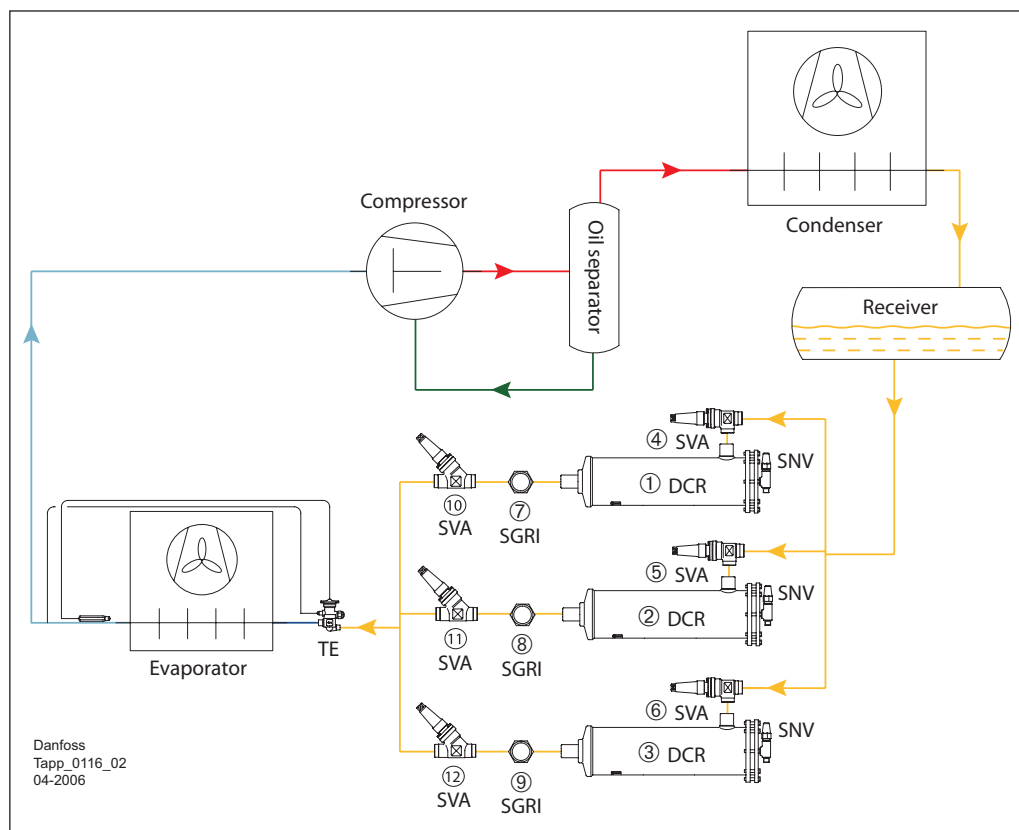 Compressor
Oil separator
Condenser
Receiver
④ SVA
SNV
① DCR
⑩
SVA
⑦
SGRI
⑤ SVA
SNV
② DCR
⑪
SVA
⑧
SGRI
TE
Evaporator
⑥ SVA
SNV
③ DCR
⑫
SVA
⑨
SGRI
Danfoss
Tapp_0116_02
04-2006